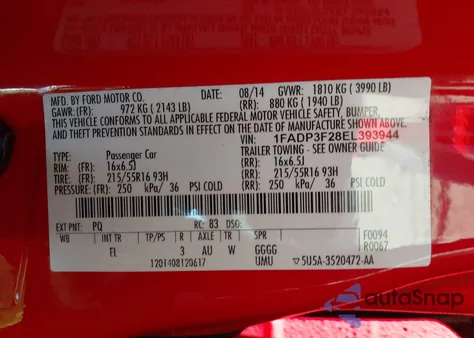 MFD. BY FORD MOTOR CO. DATE: 08/14 GVWR: 1810 KG ( 3990 LB)
GAWR: (FR) 972 KG ( 2143 LB) (RR) 880 KG ( 1940 LB)
THIS VEHICLE CONFORMS TO ALL APPLICABLE FEDERAL MOTOR VEHICLE SAFETY, BUMPER,
AND THEFT PREVENTION STANDARDS IN EFFECT ON THE DATE OF MANUFACTURE SHOWN ABOVE.
VIN: 1FADP3F28EL393944
TYPE: Passenger Car TRAILER TOWING - SEE OWNER GUIDE
RIM: (FR): 16x6.5J (RR): 16x6.5J
TIRES: (FR): 215/55R16 93H (RR): 215/55R16 93H
PRESSURE: (FR): 250 kPa/ 36 PSI COLD (RR): 250 kPa/ 36 PSI COLD
EXT PNT: PQ RC: 83 DSO:
WB INT TR TP/PS R AXLE TR SPR F0094
EL 3 AU W GGGG R0067
1201408120617 UMU 5U5A-3520472-AA
autoSnap